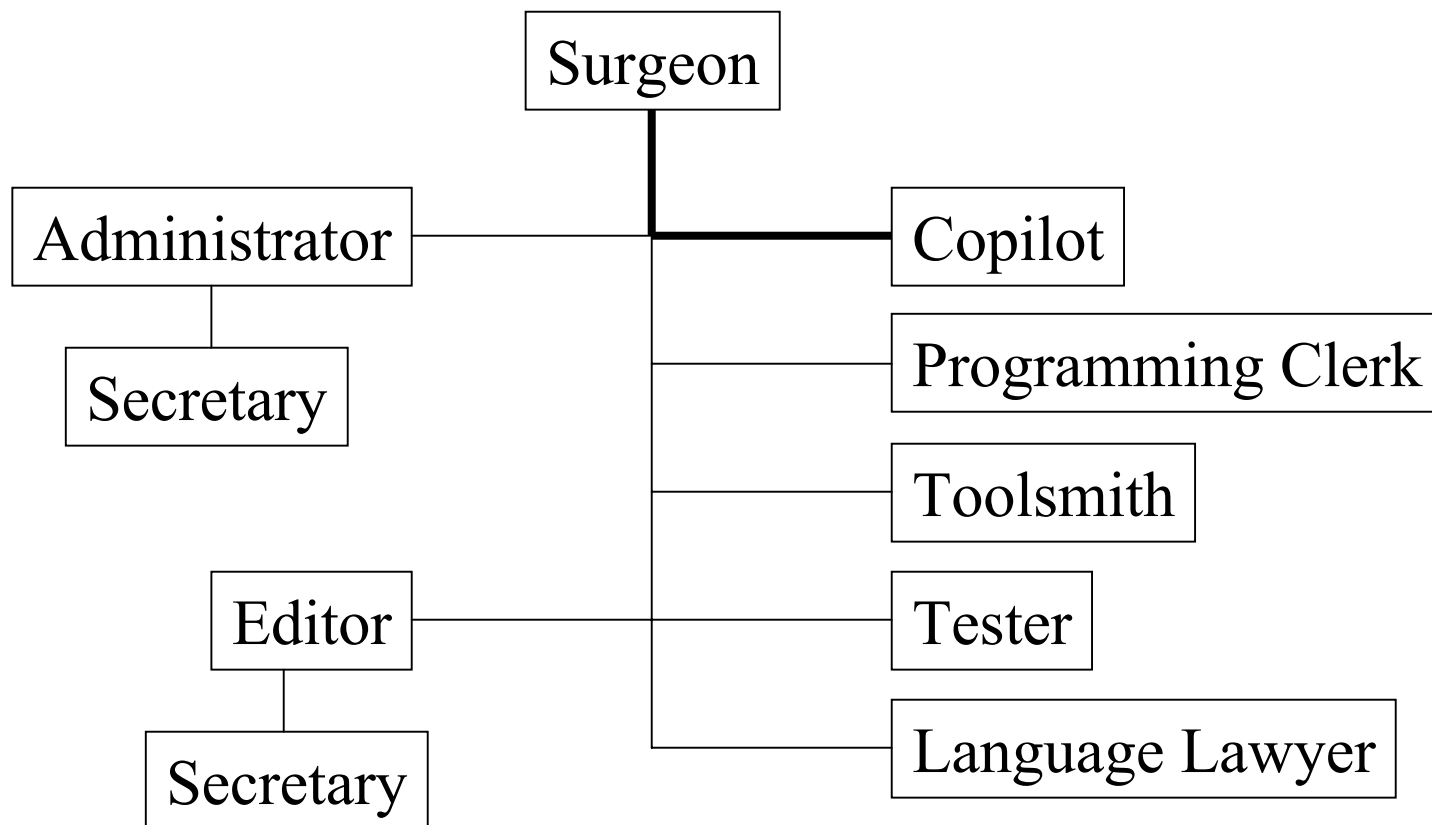 Surgeon
Administrator
Copilot
Secretary
Programming Clerk
Toolsmith
Editor
Tester
Secretary
Language Lawyer